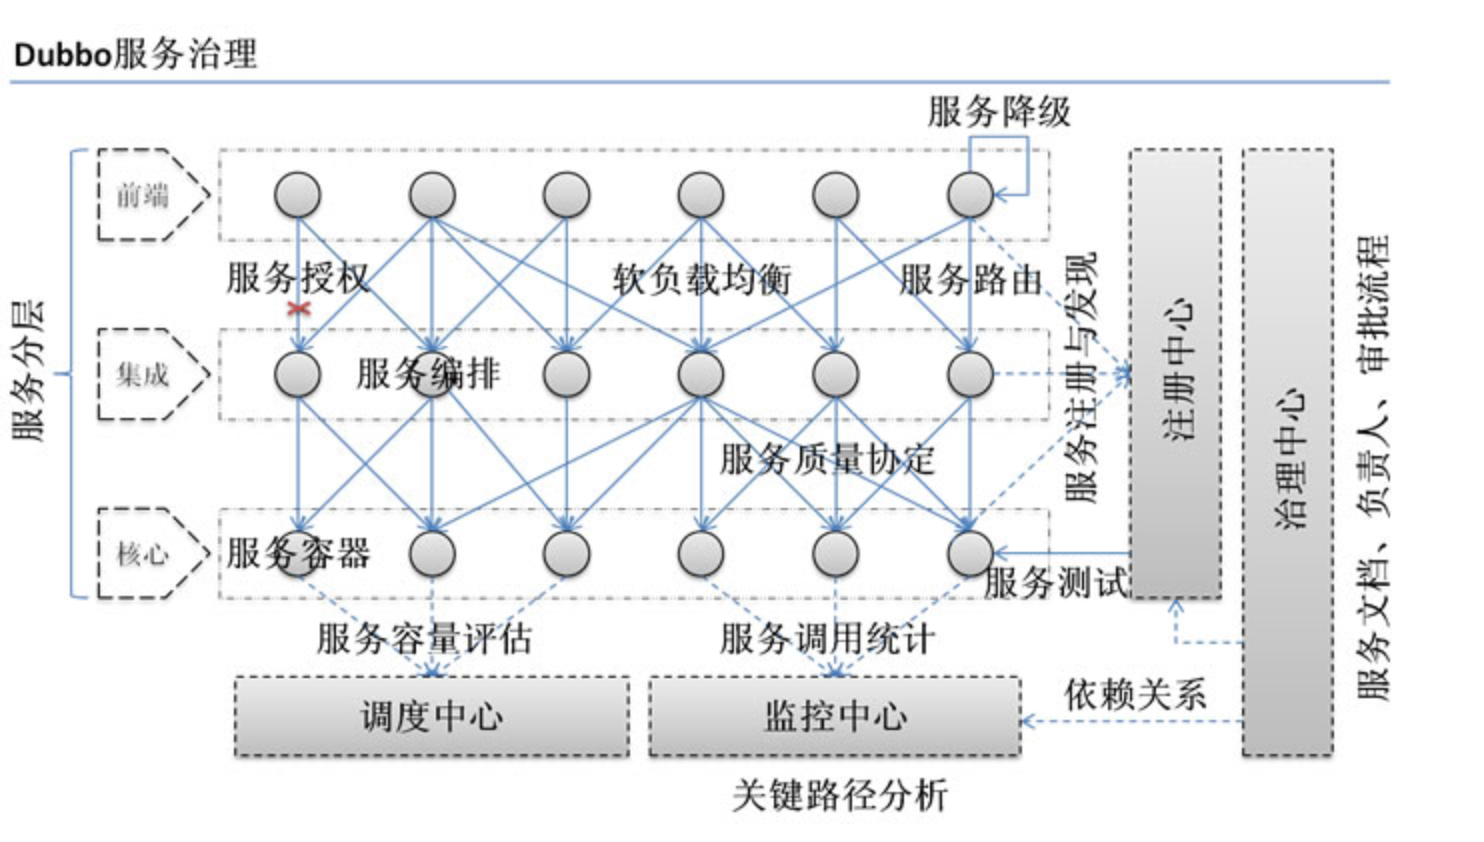 Dubbo服务治理
服务降级
前端
服务授权
软负载均衡
服务路由
服务分层
集成
服务编排
服务注册与发现
注册中心
治理中心
服务文档、负责人、审批流程
服务质量协定
核心
服务容器
服务测试
服务容量评估
服务调用统计
调度中心
监控中心
依赖关系
关键路径分析